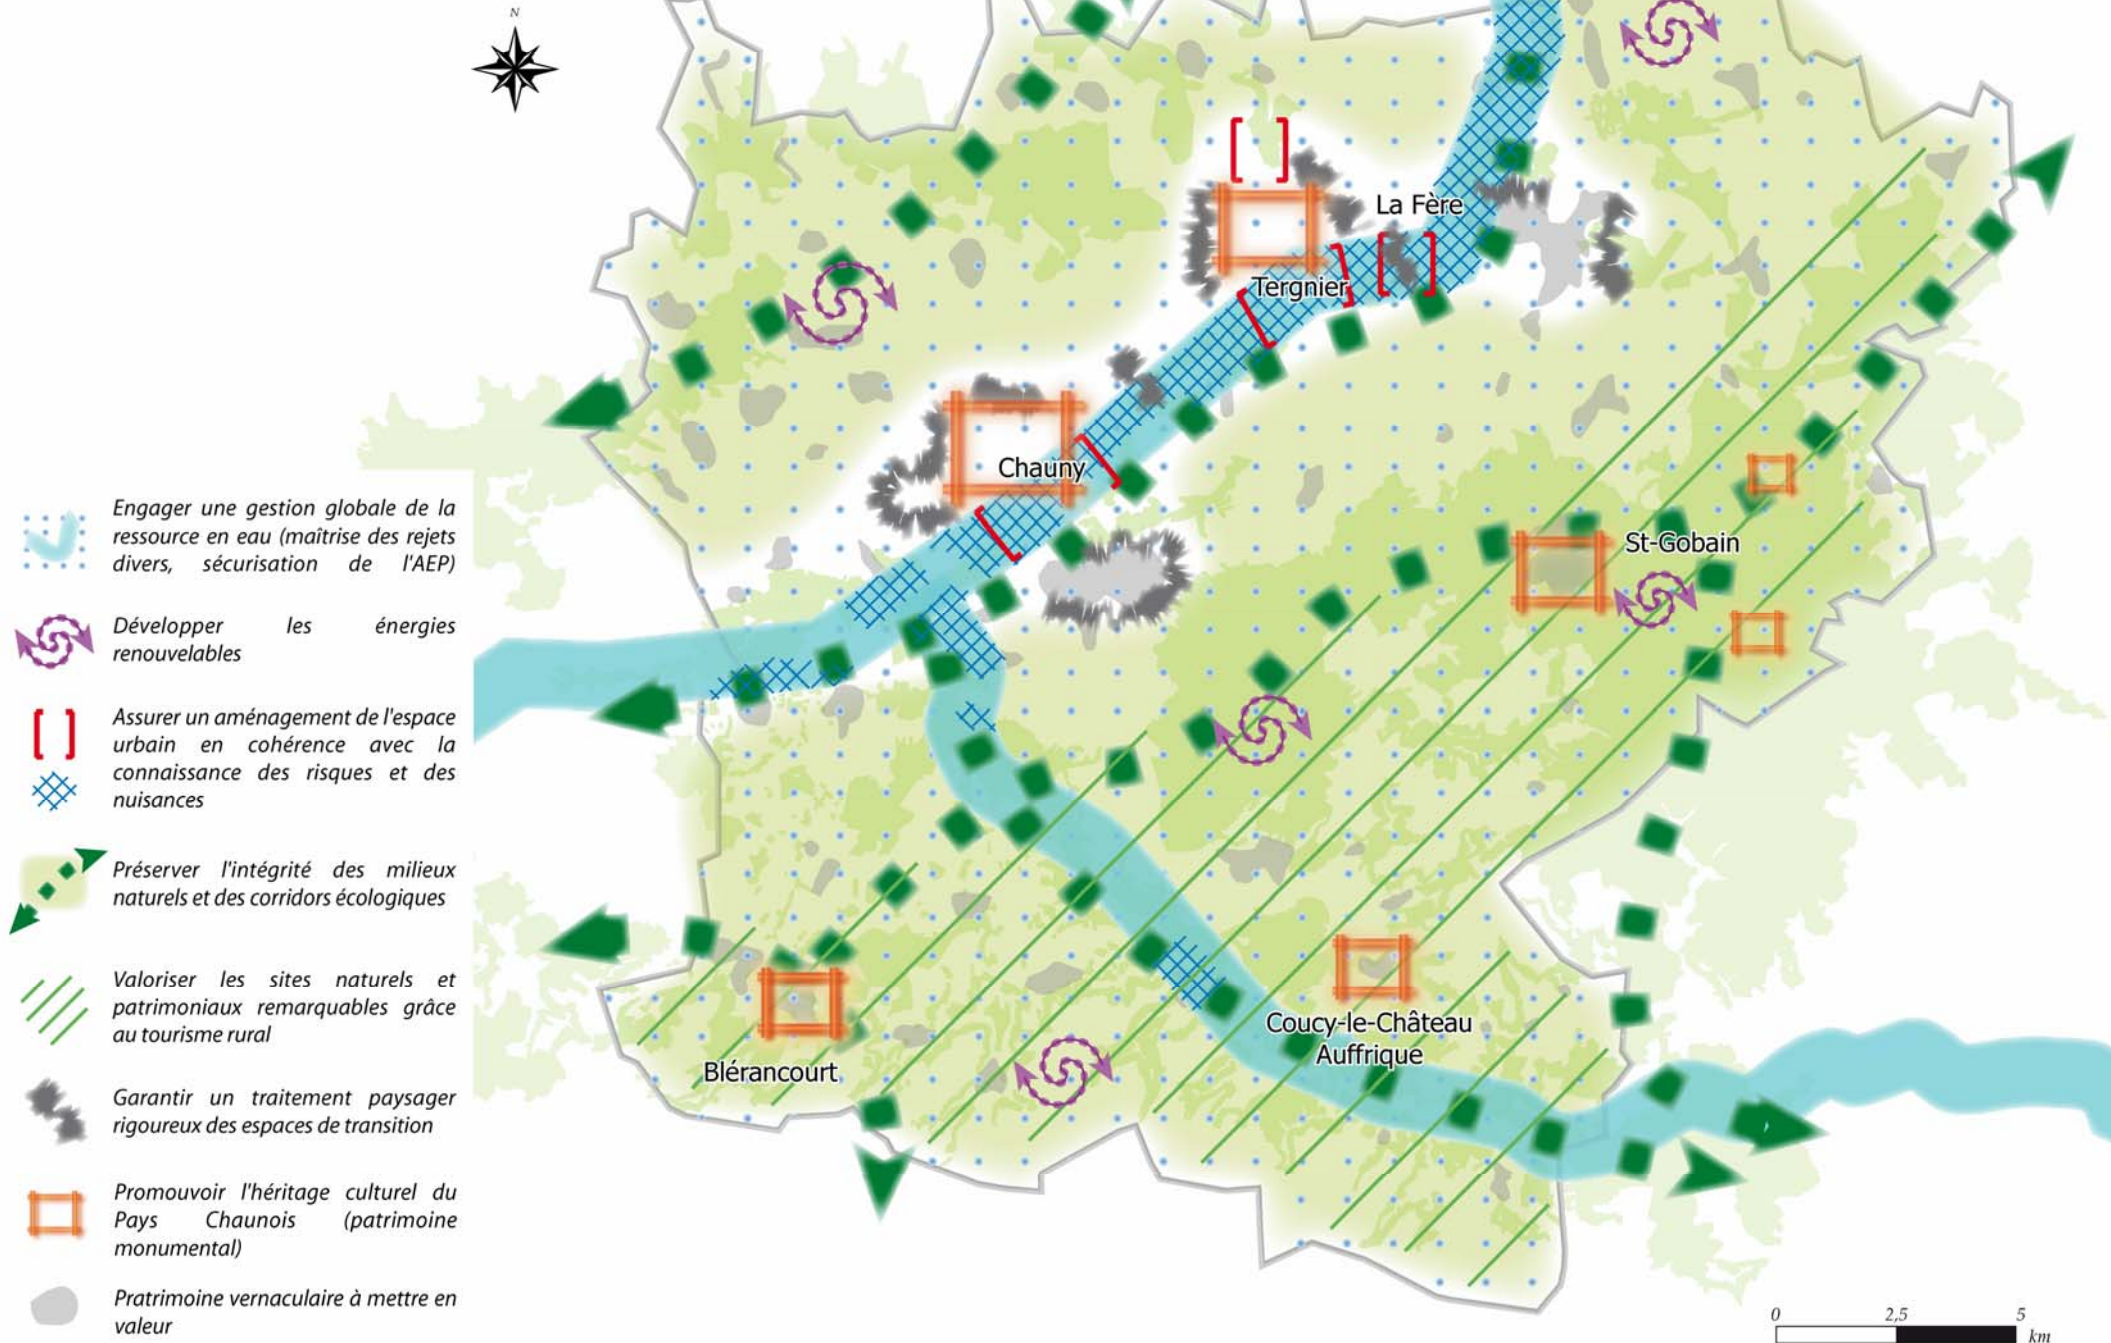 N
La Fère
Tergnier
Chauny
St-Gobain
Coucy-le-Château
Auffrique
Blérancourt
Engager une gestion globale de la
ressource en eau (maîtrise des rejets
divers, sécurisation de l'AEP)
Développer les énergies
renouvelables
Assurer un aménagement de l'espace
urbain en cohérence avec la
connaissance des risques et des
nuisances
Préserver l'intégrité des milieux
naturels et des corridors écologiques
Valoriser les sites naturels et
patrimoniaux remarquables grâce
au tourisme rural
Garantir un traitement paysager
rigoureux des espaces de transition
Promouvoir l'héritage culturel du
Pays Chaunois (patrimoine
monumental)
Pratrimoine vernaculaire à mettre en
valeur
0 2,5 5
km